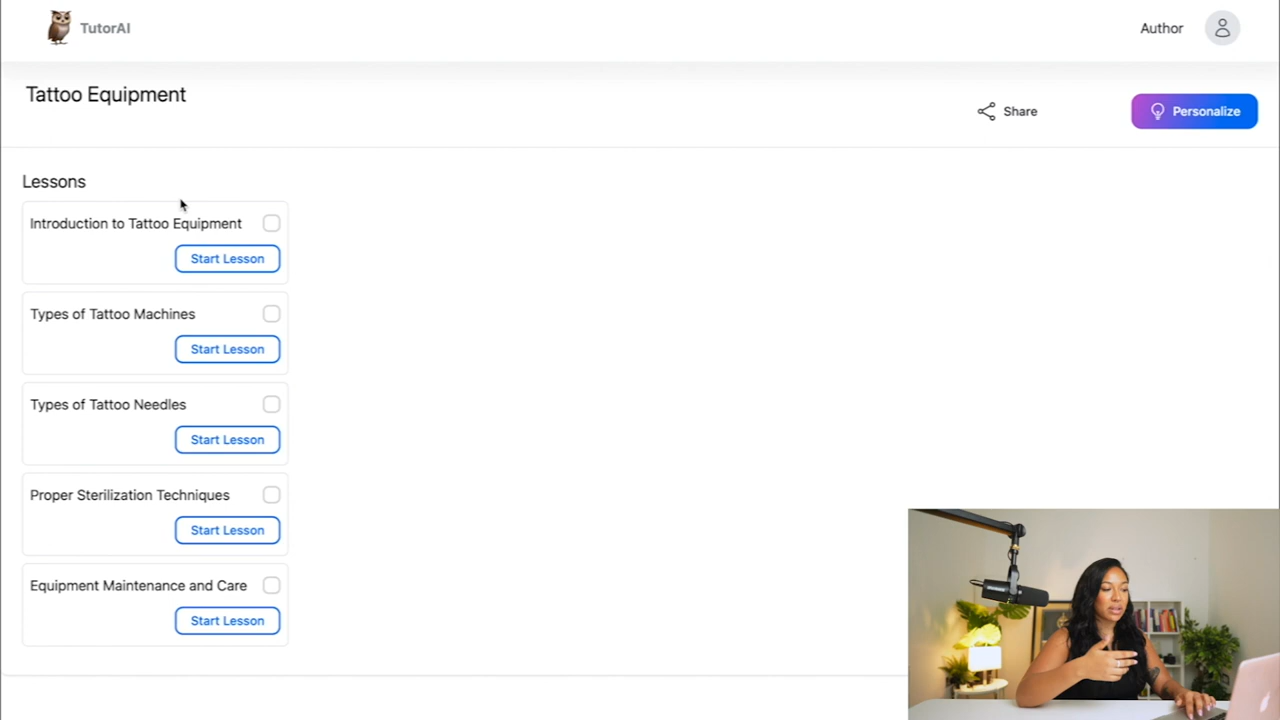 TutorAI
Author
Tattoo Equipment
Share
Personalize
Lessons
Introduction to Tattoo Equipment
Start Lesson
Types of Tattoo Machines
Start Lesson
Types of Tattoo Needles
Start Lesson
Proper Sterilization Techniques
Start Lesson
Equipment Maintenance and Care
Start Lesson